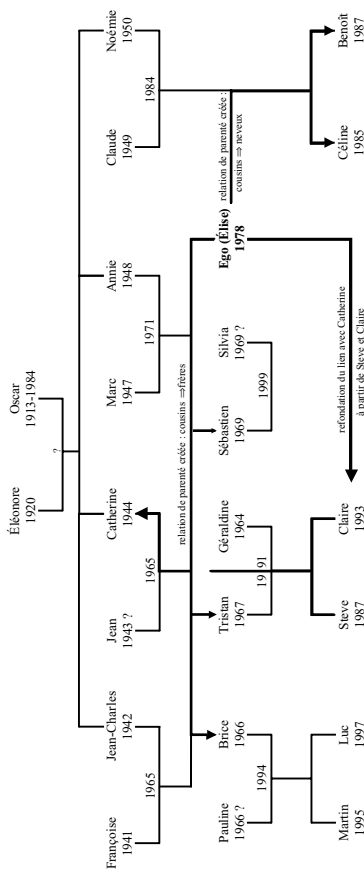 Éléonore
1920
Oscar
1913-1984
?
Françoise
1941
Jean-Charles
1942
Jean
1943 ?
Catherine
1944
Marc
1947
Annie
1948
Claude
1949
Noémie
1950
1965
1965
1971
1984
relation de parenté créée : cousins ⇒ frères
relation de parenté créée :
cousins ⇒ neveux
Pauline
1966 ?
Brice
1966
Tristan
1967
Géraldine
1964
Sébastien
1969
Silvia
1969 ?
Ego (Élise)
1978
1994
1991
1999
refondation du lien avec Catherine
à partir de Steve et Claire
Martin
1995
Luc
1997
Steve
1987
Claire
1993
Céline
1985
Benoît
1987